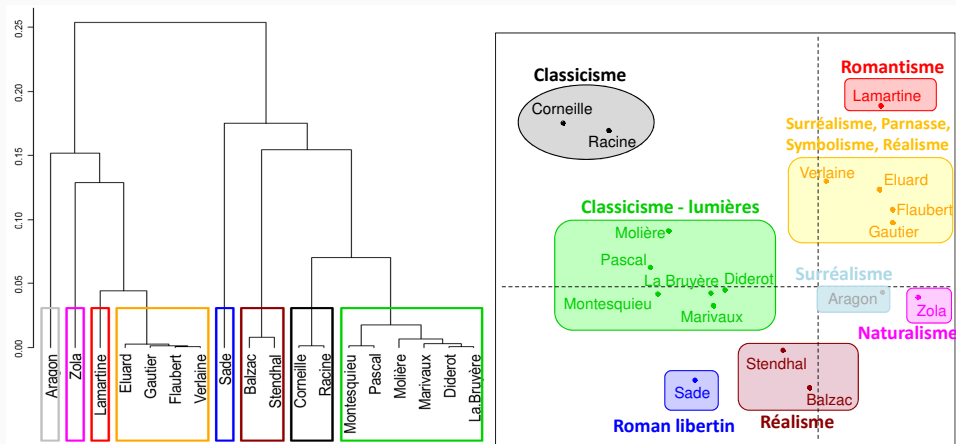 0.25
0.20
0.15
0.10
0.05
0.00
Aragon
Zola
Lamartine
Eluard
Gautier
Flaubert
Verlaine
Sade
Balzac
Stendhal
Corneille
Racine
Montesquieu
Pascal
Molière
Marivaux
Diderot
La.Bruyère
Classicisme
Corneille
Racine
Romantisme
Lamartine
Surréalisme, Parnasse,
Symbolisme, Réalisme
Verlaine
Eluard
Flaubert
Gautier
Classicisme - lumières
Molière
Pascal
La Bruyère
Diderot
Montesquieu
Marivaux
Surréalisme
Aragon
Zola
Naturalisme
Stendhal
Balzac
Réalisme
Sade
Roman libertin